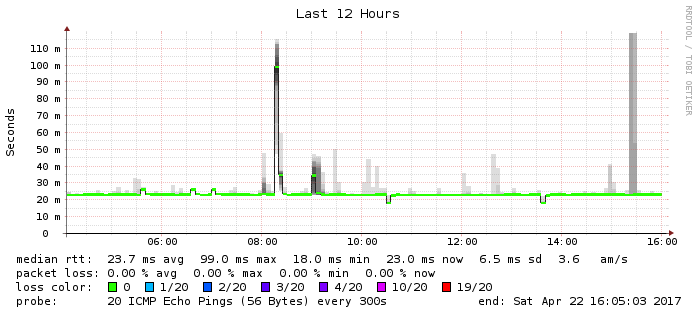 Last 12 Hours
RRDTOOL / TOBI OETIKER
Seconds
110 m
100 m
90 m
80 m
70 m
60 m
50 m
40 m
30 m
20 m
10 m
0
06:00 08:00 10:00 12:00 14:00 16:00
median rtt: 23.7 ms avg 99.0 ms max 18.0 ms min 23.0 ms now 6.5 ms sd 3.6 am/s
packet loss: 0.00 % avg 0.00 % max 0.00 % min 0.00 % now
loss color: 0 1/20 2/20 3/20 4/20 10/20 19/20
probe: 20 ICMP Echo Pings (56 Bytes) every 300s end: Sat Apr 22 16:05:03 2017